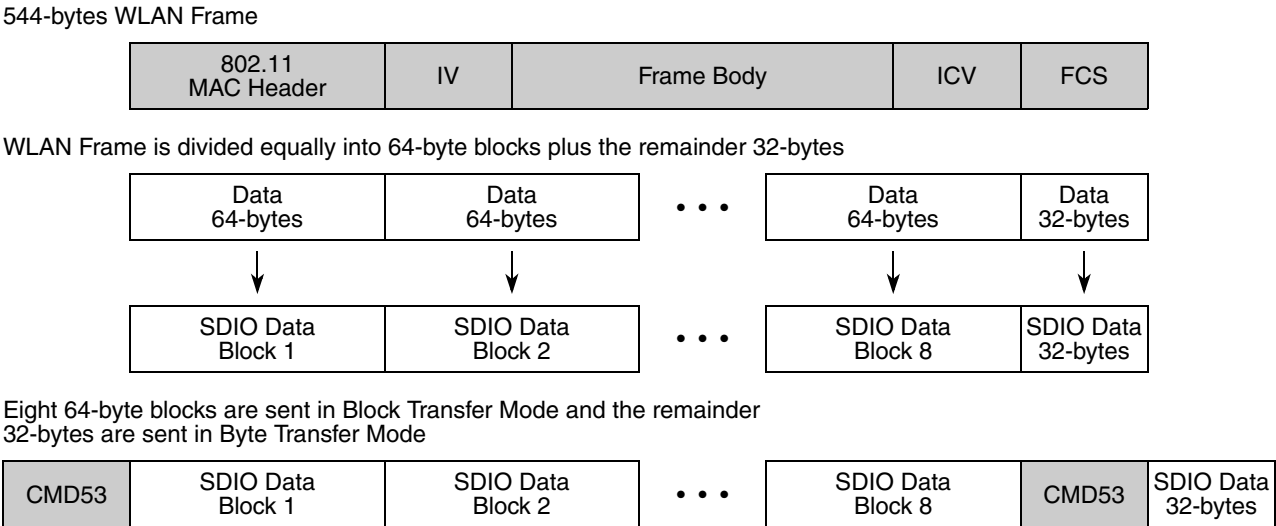 544-bytes WLAN Frame
802.11
MAC Header
IV
Frame Body
ICV
FCS
WLAN Frame is divided equally into 64-byte blocks plus the remainder 32-bytes
Data
64-bytes
Data
64-bytes
• • •
Data
64-bytes
Data
32-bytes
SDIO Data
Block 1
SDIO Data
Block 2
• • •
SDIO Data
Block 8
SDIO Data
32-bytes
Eight 64-byte blocks are sent in Block Transfer Mode and the remainder
32-bytes are sent in Byte Transfer Mode
CMD53
SDIO Data
Block 1
SDIO Data
Block 2
• • •
SDIO Data
Block 8
CMD53
SDIO Data
32-bytes